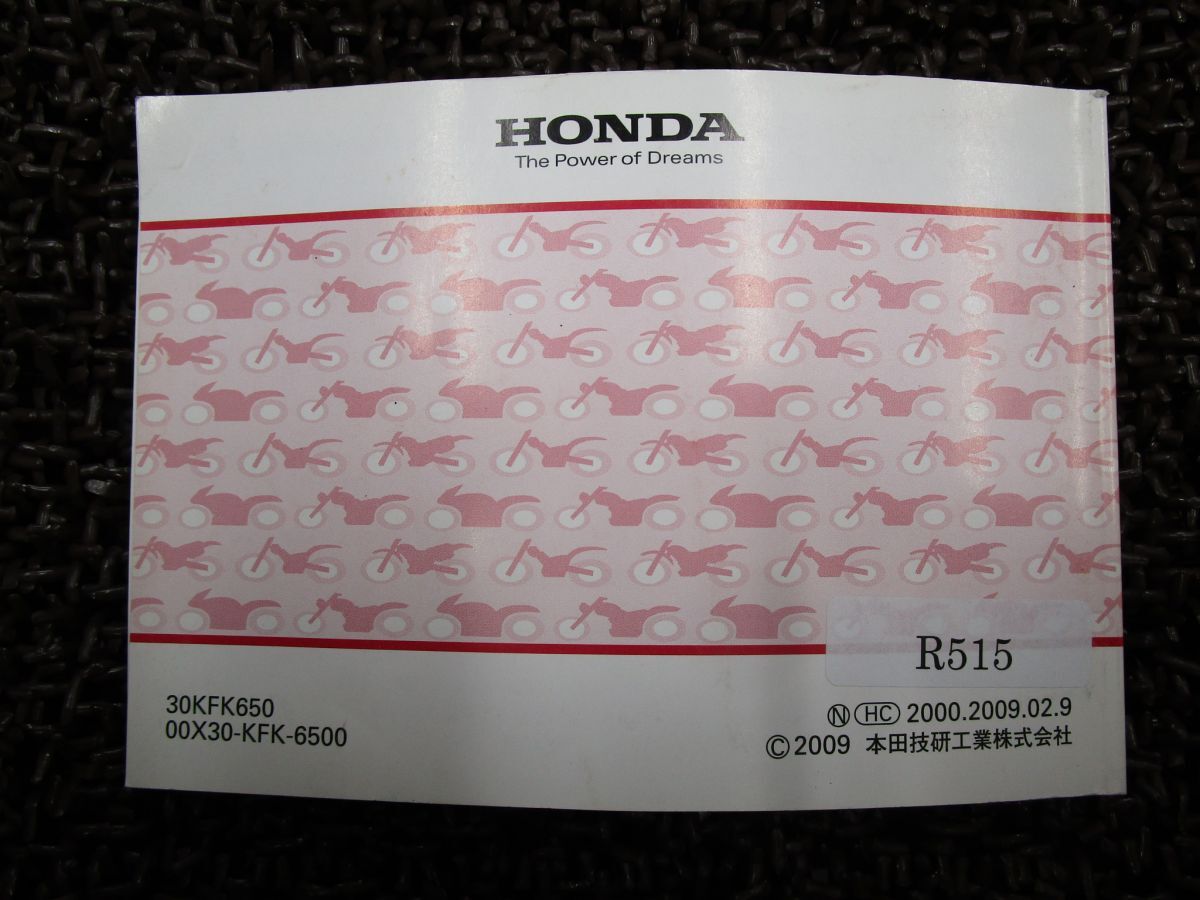 HONDA
The Power of Dreams
R515
30KFK650
00X30-KFK-6500
Ⓝ HC 2000.2009.02.9
©2009 本田技研工業株式会社